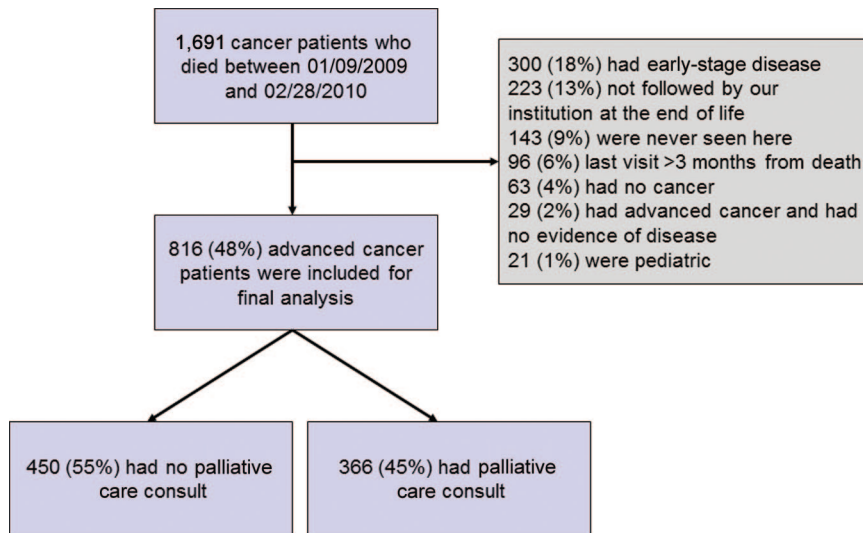 1,691 cancer patients who
died between 01/09/2009
and 02/28/2010
300 (18%) had early-stage disease
223 (13%) not followed by our
institution at the end of life
143 (9%) were never seen here
96 (6%) last visit >3 months from death
63 (4%) had no cancer
29 (2%) had advanced cancer and had
no evidence of disease
21 (1%) were pediatric
816 (48%) advanced cancer
patients were included for
final analysis
450 (55%) had no palliative
care consult
366 (45%) had palliative
care consult